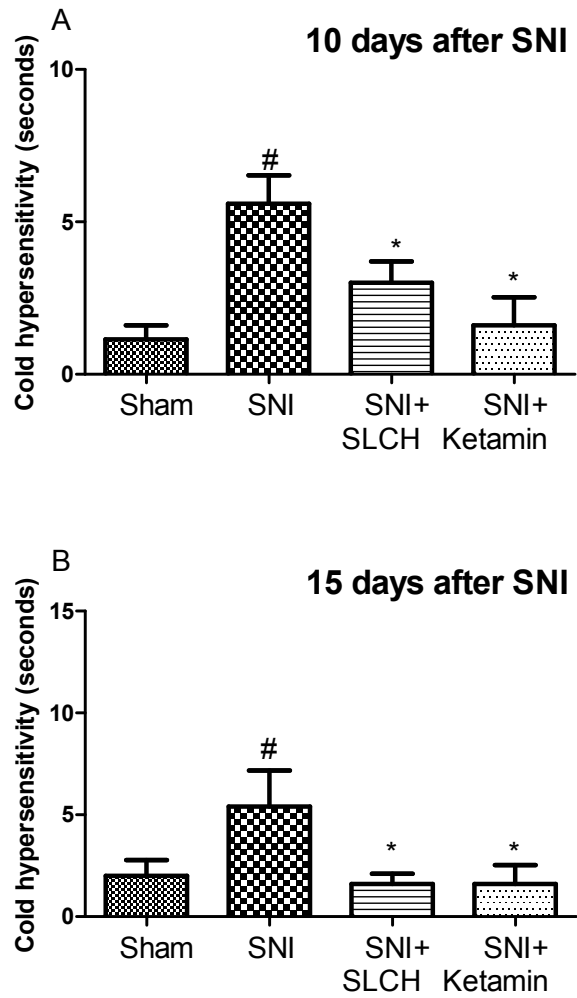 A
10 days after SNI
Cold hypersensitivity (seconds)
10
5
0
#
*
*
Sham SNI SNI+ SNI+
SLCH Ketamin
B
15 days after SNI
Cold hypersensitivity (seconds)
15
10
5
0
#
*
*
Sham SNI SNI+ SNI+
SLCH Ketamin